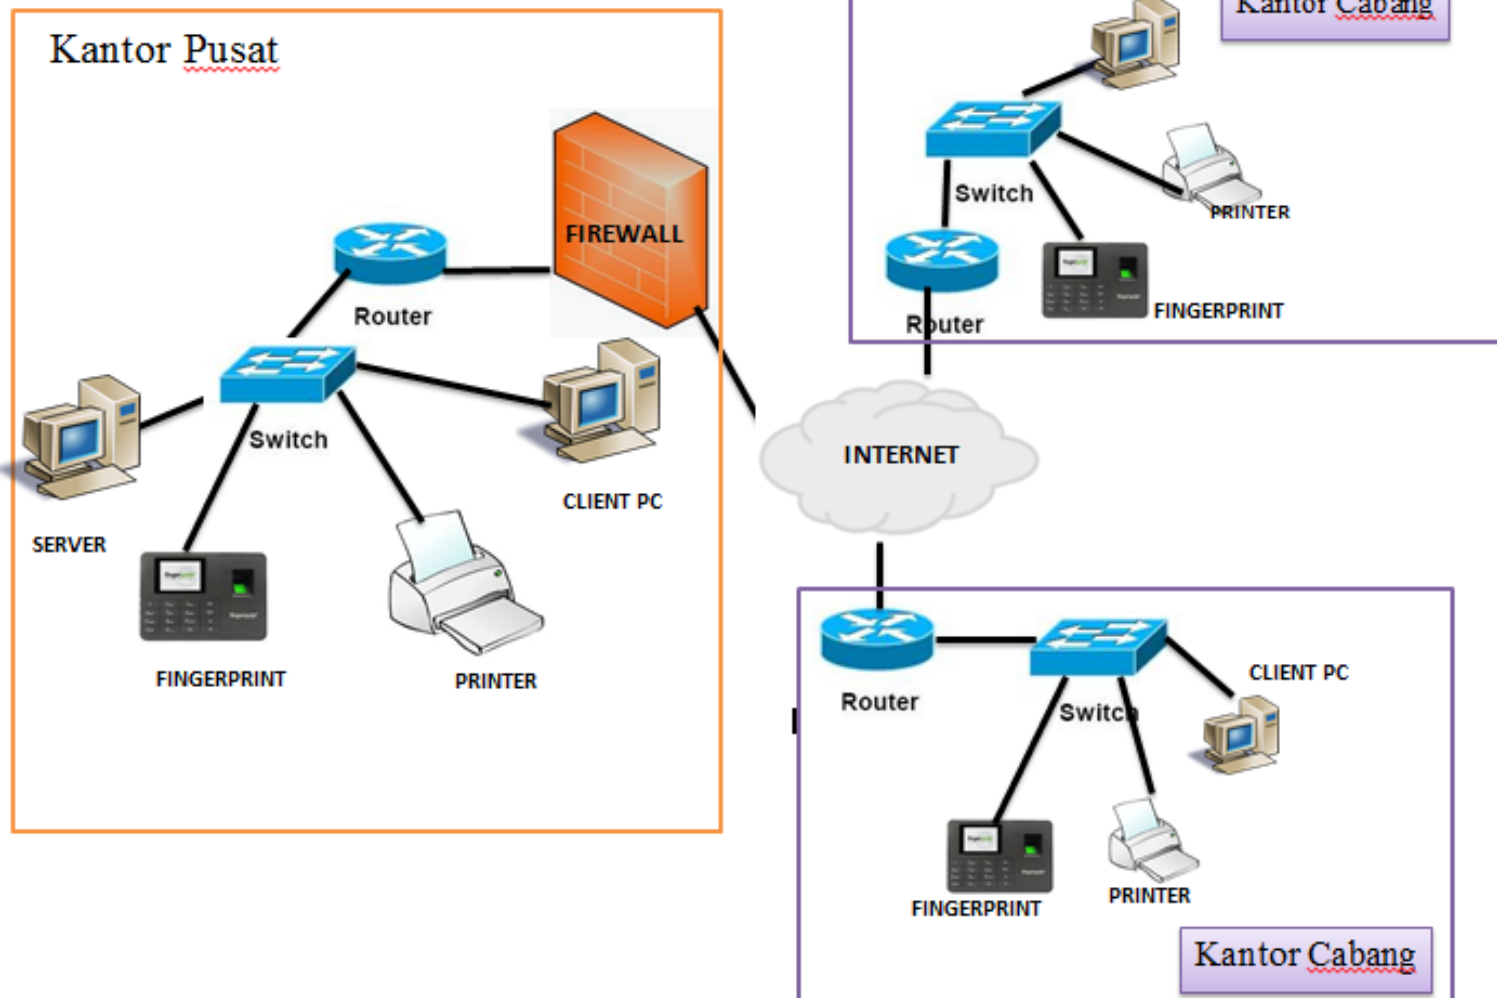 Kantor Pusat
FIREWALL
Router
Switch
SERVER
CLIENT PC
FINGERPRINT
PRINTER
Kantor Cabang
Switch
PRINTER
Router
FINGERPRINT
INTERNET
Router
Switch
CLIENT PC
FINGERPRINT
PRINTER
Kantor Cabang